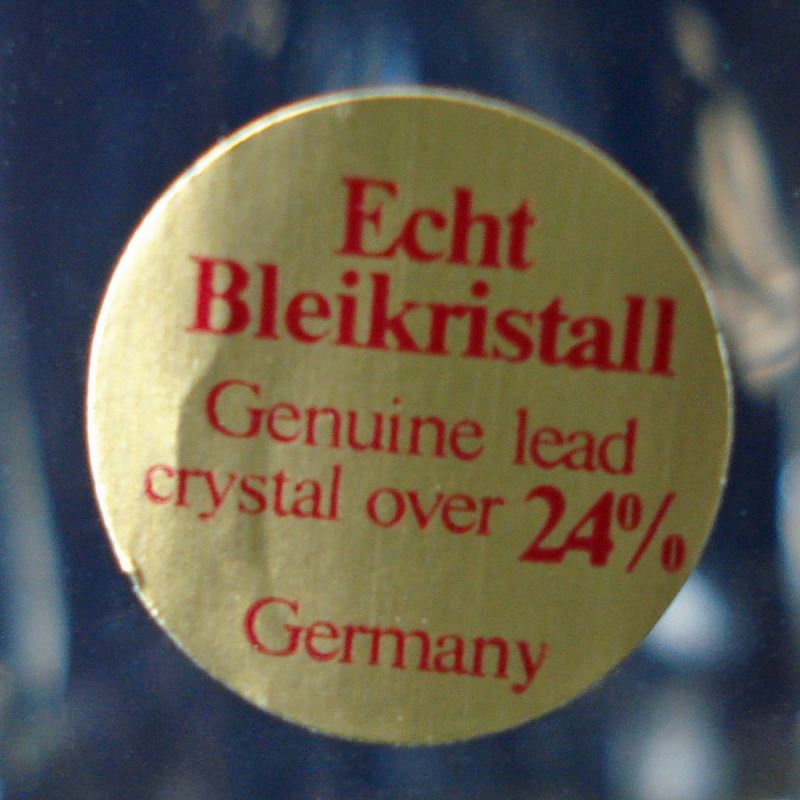 Echt
Bleikristall
Genuine lead
crystal over 24%
Germany